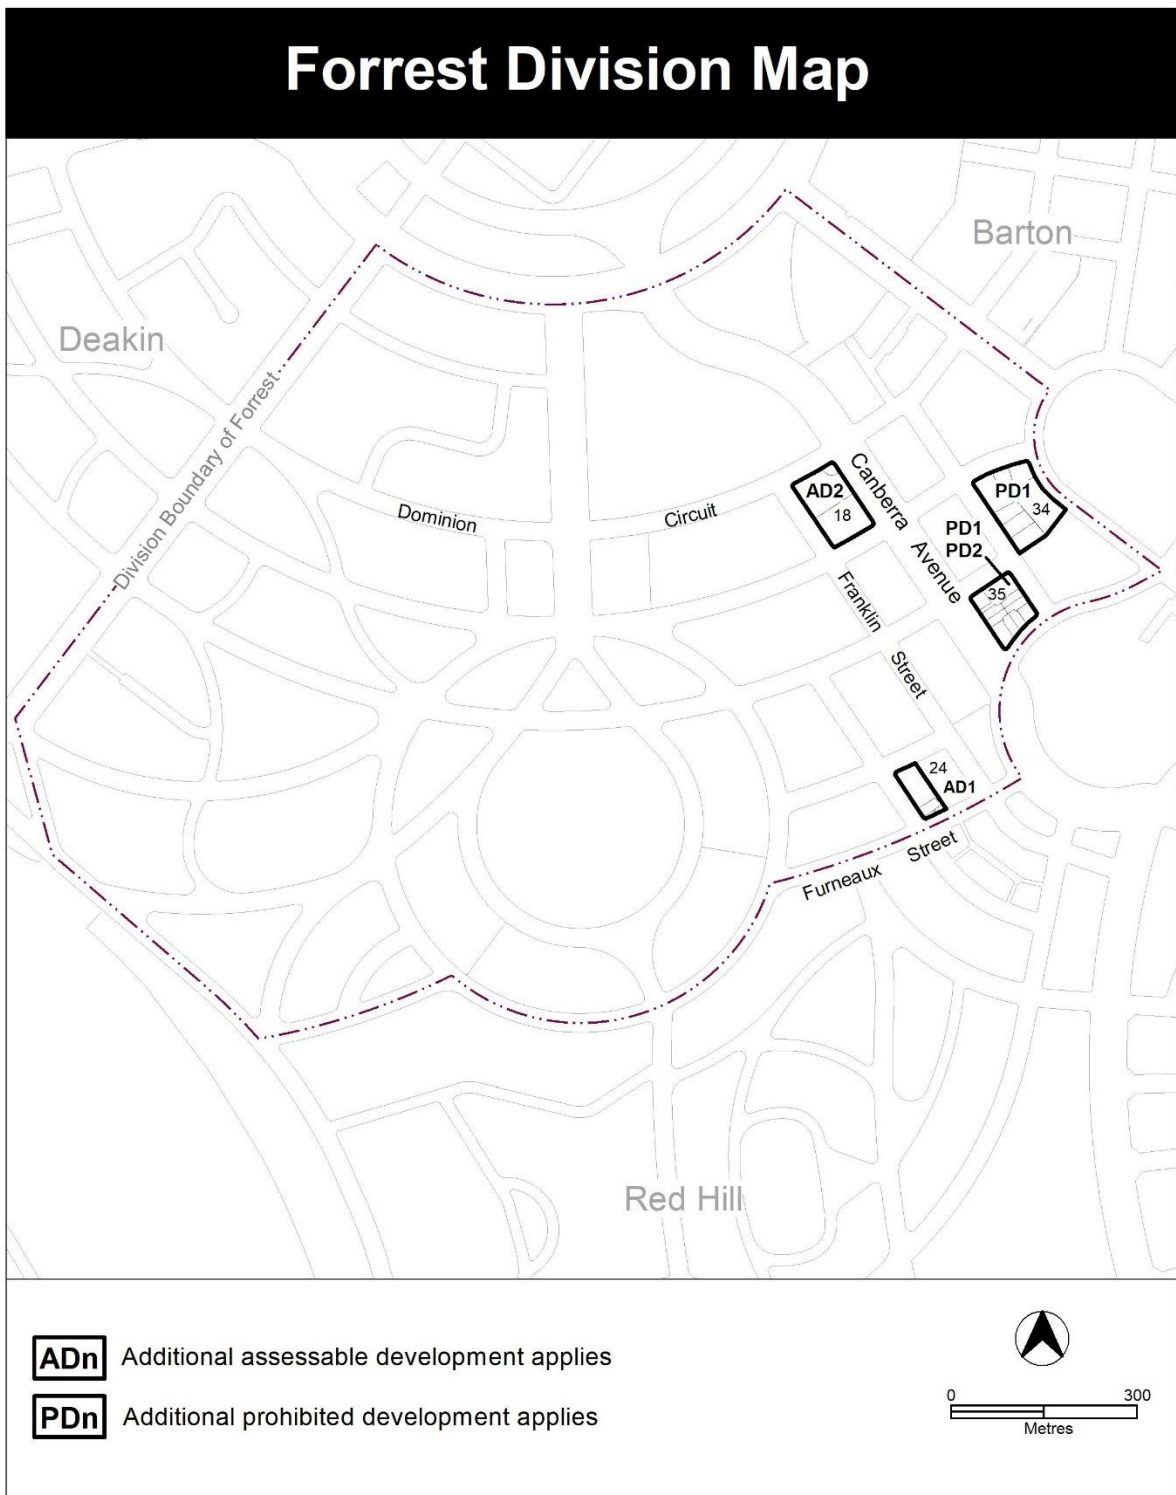 Forrest Division Map
Barton
Deakin
Division Boundary of Forrest
Dominion
Circuit
Canberra
Avenue
AD2
18
PD1
34
PD1
PD2
35
Franklin
Street
24
AD1
Furneaux
Street
Red Hill
ADn Additional assessable development applies
PDn Additional prohibited development applies
0 300
Metres